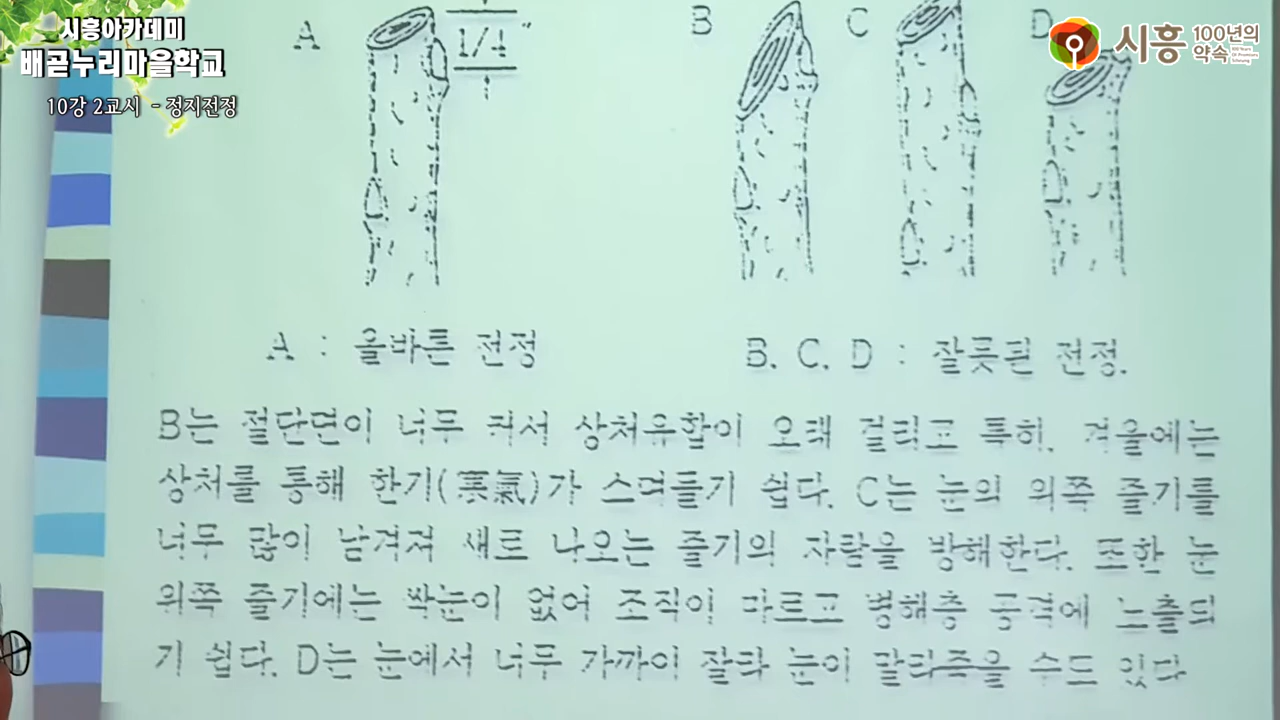 시흥아카데미
배곧누리마을학교
10강 2교시 - 정지전정
시흥 100년의 약속
A
1/4"
B
C
D
A : 올바른 전정
B. C. D : 잘못된 전정.
B는 절단면이 너무 커서 상처유합이 오래 걸리고 특히. 겨울에는
상처를 통해 한기(寒氣)가 스며들기 쉽다. C는 눈의 위쪽 줄기를
너무 많이 남겨져 새로 나오는 줄기의 자람을 방해한다. 또한 눈
위쪽 줄기에는 싹눈이 없어 조직이 마르고 병해충 공격에 노출되
기 쉽다. D는 눈에서 너무 가까이 잘라 눈이 말라죽을 수도 있다